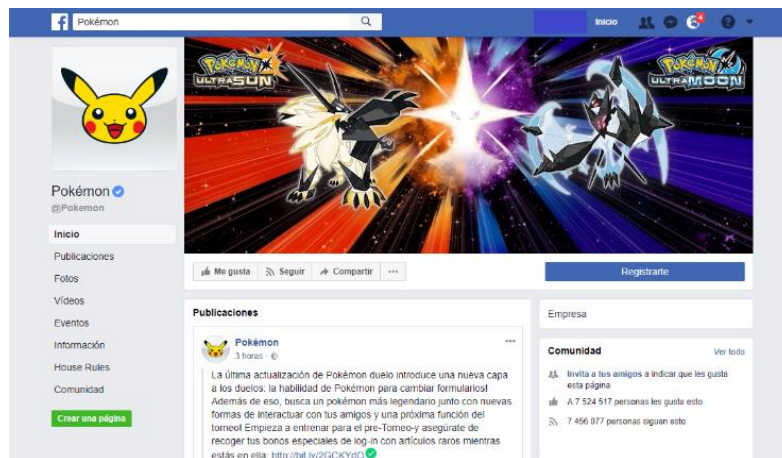 Pokémon
Inicio
POKÉMON
ULTRA SUN
POKÉMON
ULTRA MOON
Pokémon
@Pokemon
Inicio
Publicaciones
Fotos
Vídeos
Eventos
Información
House Rules
Comunidad
Crear una página
Me gusta
Seguir
Compartir
Registrarte
Publicaciones
Pokémon
3 horas
La última actualización de Pokémon duelo introduce una nueva capa
a los duelos: la habilidad de Pokémon para cambiar formularios!
Además de eso, busca un pokémon más legendario junto con nuevas
formas de interactuar con tus amigos y una próxima función del
torneo! Empieza a entrenar para el pre-Torneo-y asegúrate de
recoger tus bonos especiales de log-in con artículos raros mientras
estás en ella: http://bit.ly/2GCKYdO
Empresa
Comunidad
Ver todo
Invita a tus amigos a indicar que les gusta
esta página
A 7 524 517 personas les gusta esto
7 456 077 personas siguen esto